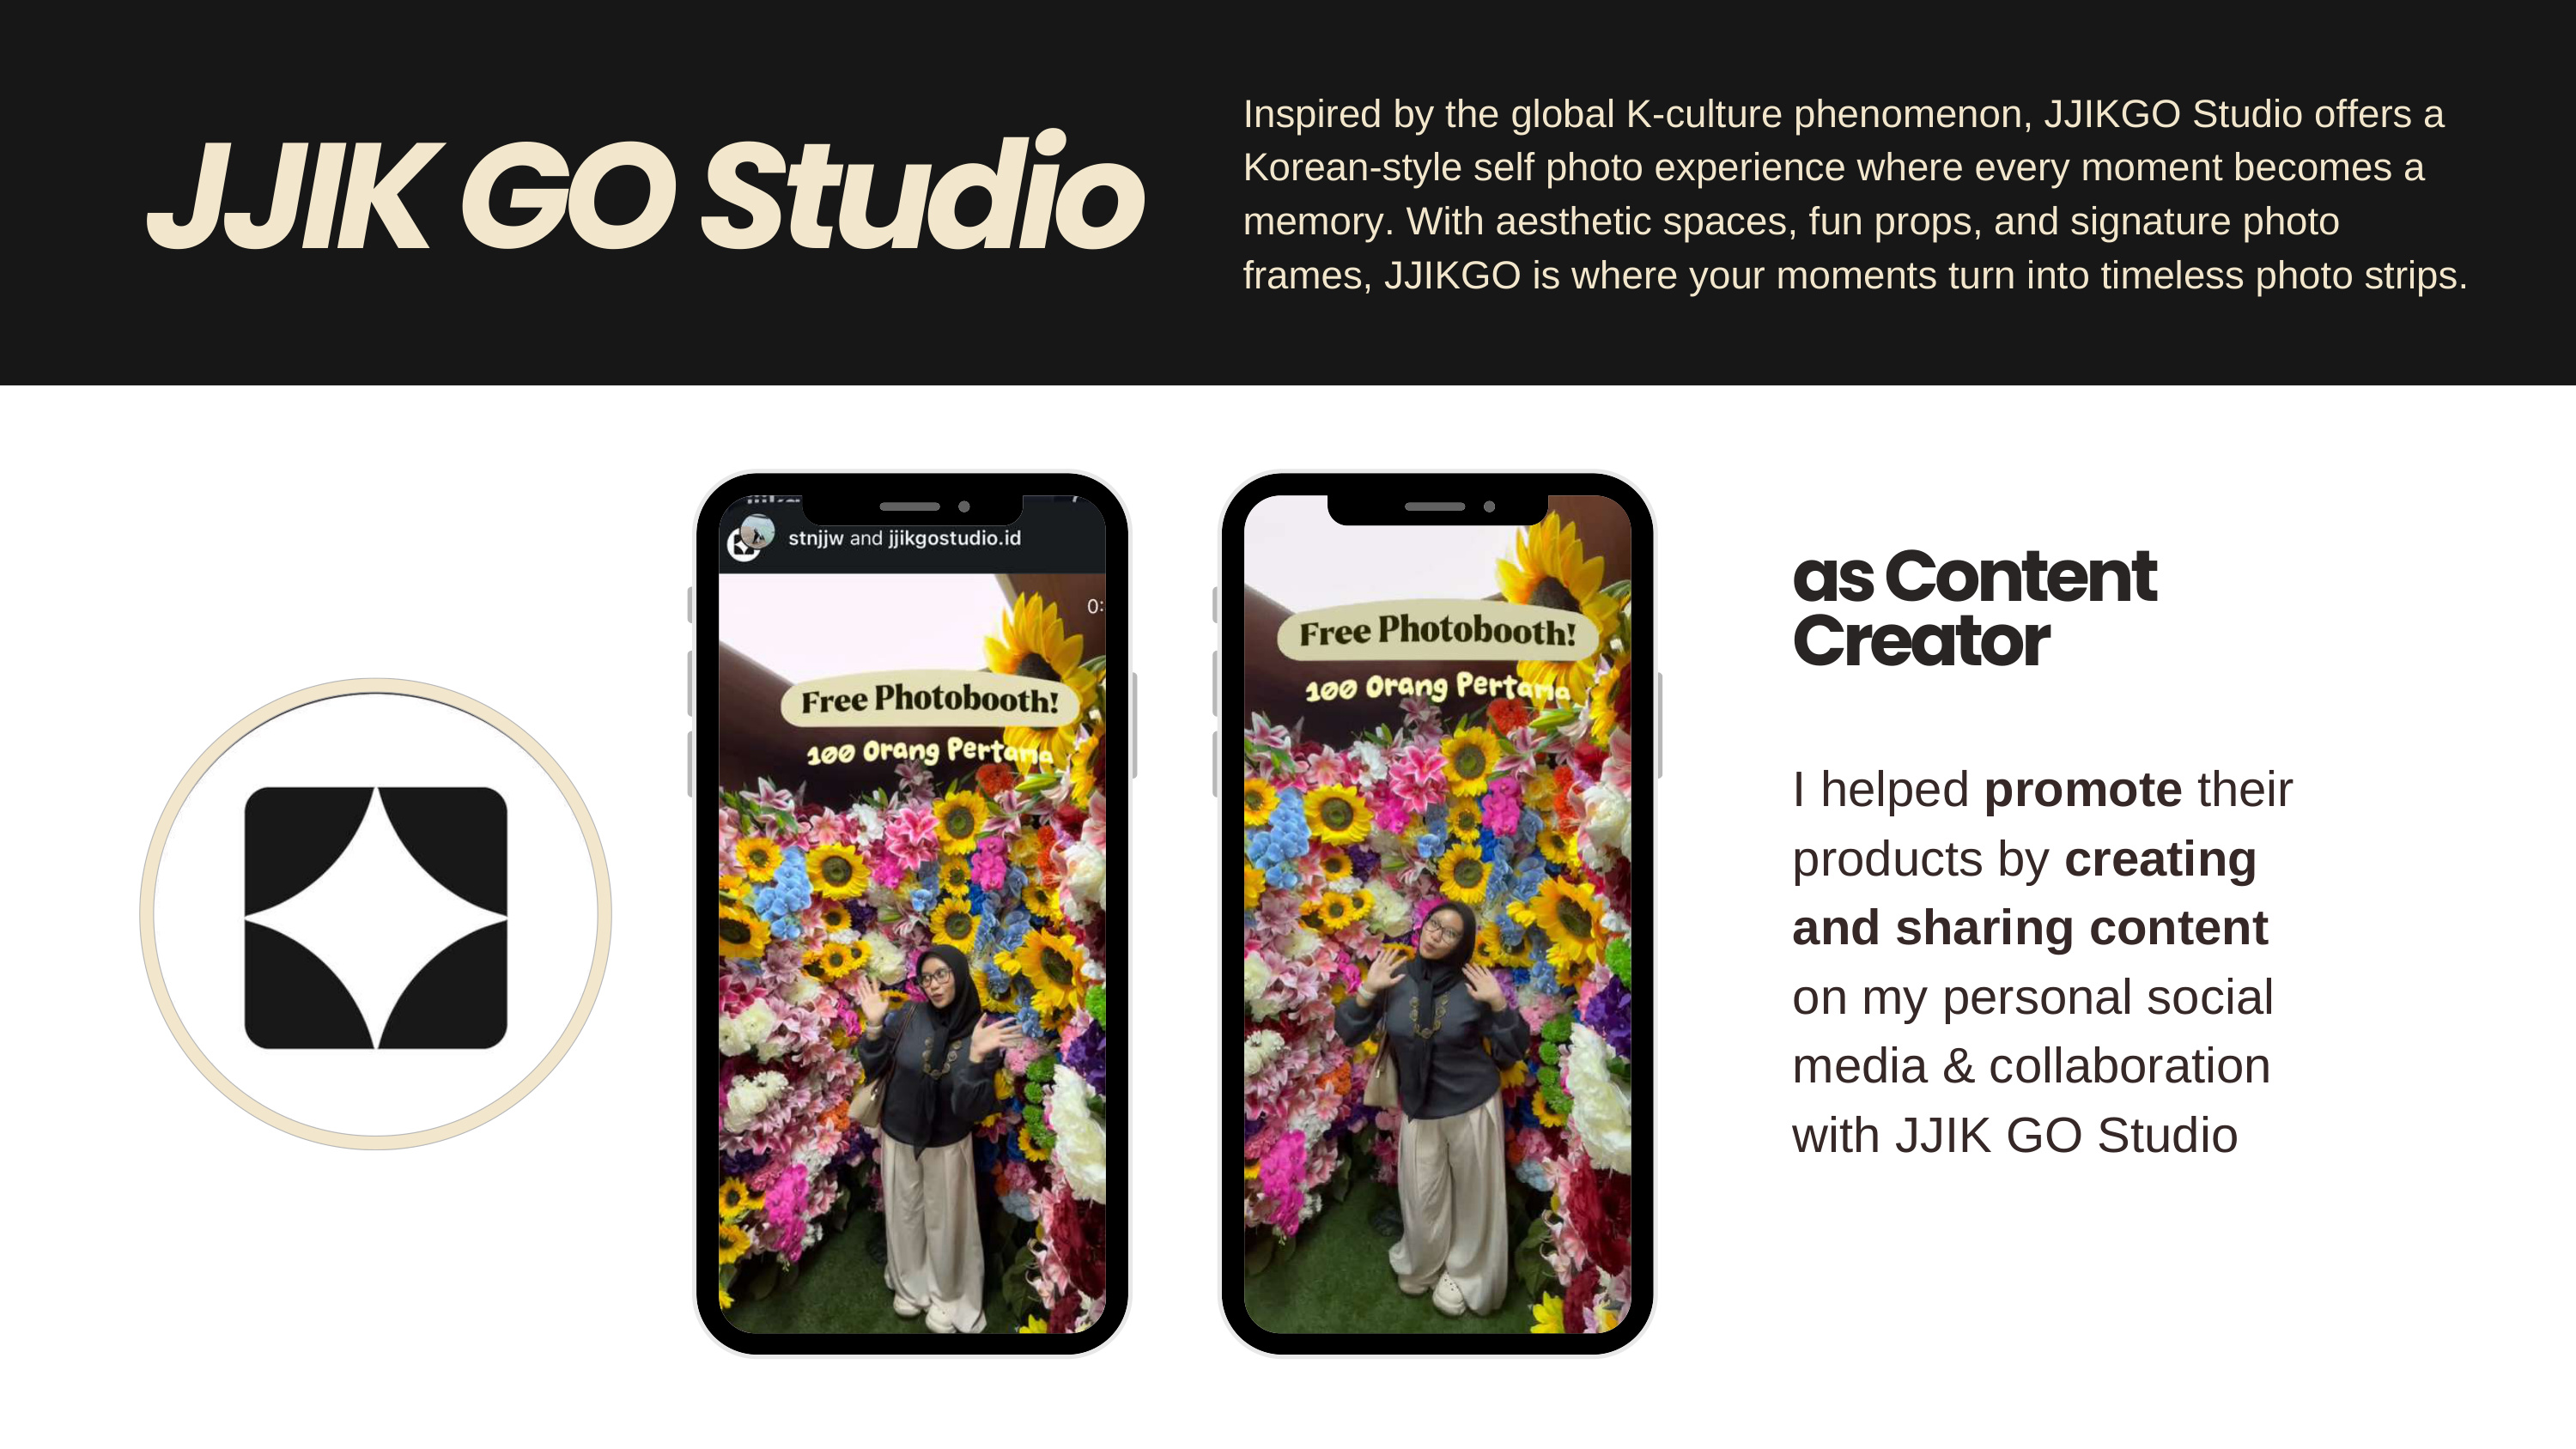 JJIK GO Studio
Inspired by the global K-culture phenomenon, JJIKGO Studio offers a
Korean-style self photo experience where every moment becomes a
memory. With aesthetic spaces, fun props, and signature photo
frames, JJIKGO is where your moments turn into timeless photo strips.
stnjjw and jjikgostudio.id
0:
Free Photobooth!
100 Orang Pertama
Free Photobooth!
100 Orang Pertama
as Content
Creator
I helped promote their
products by creating
and sharing content
on my personal social
media & collaboration
with JJIK GO Studio